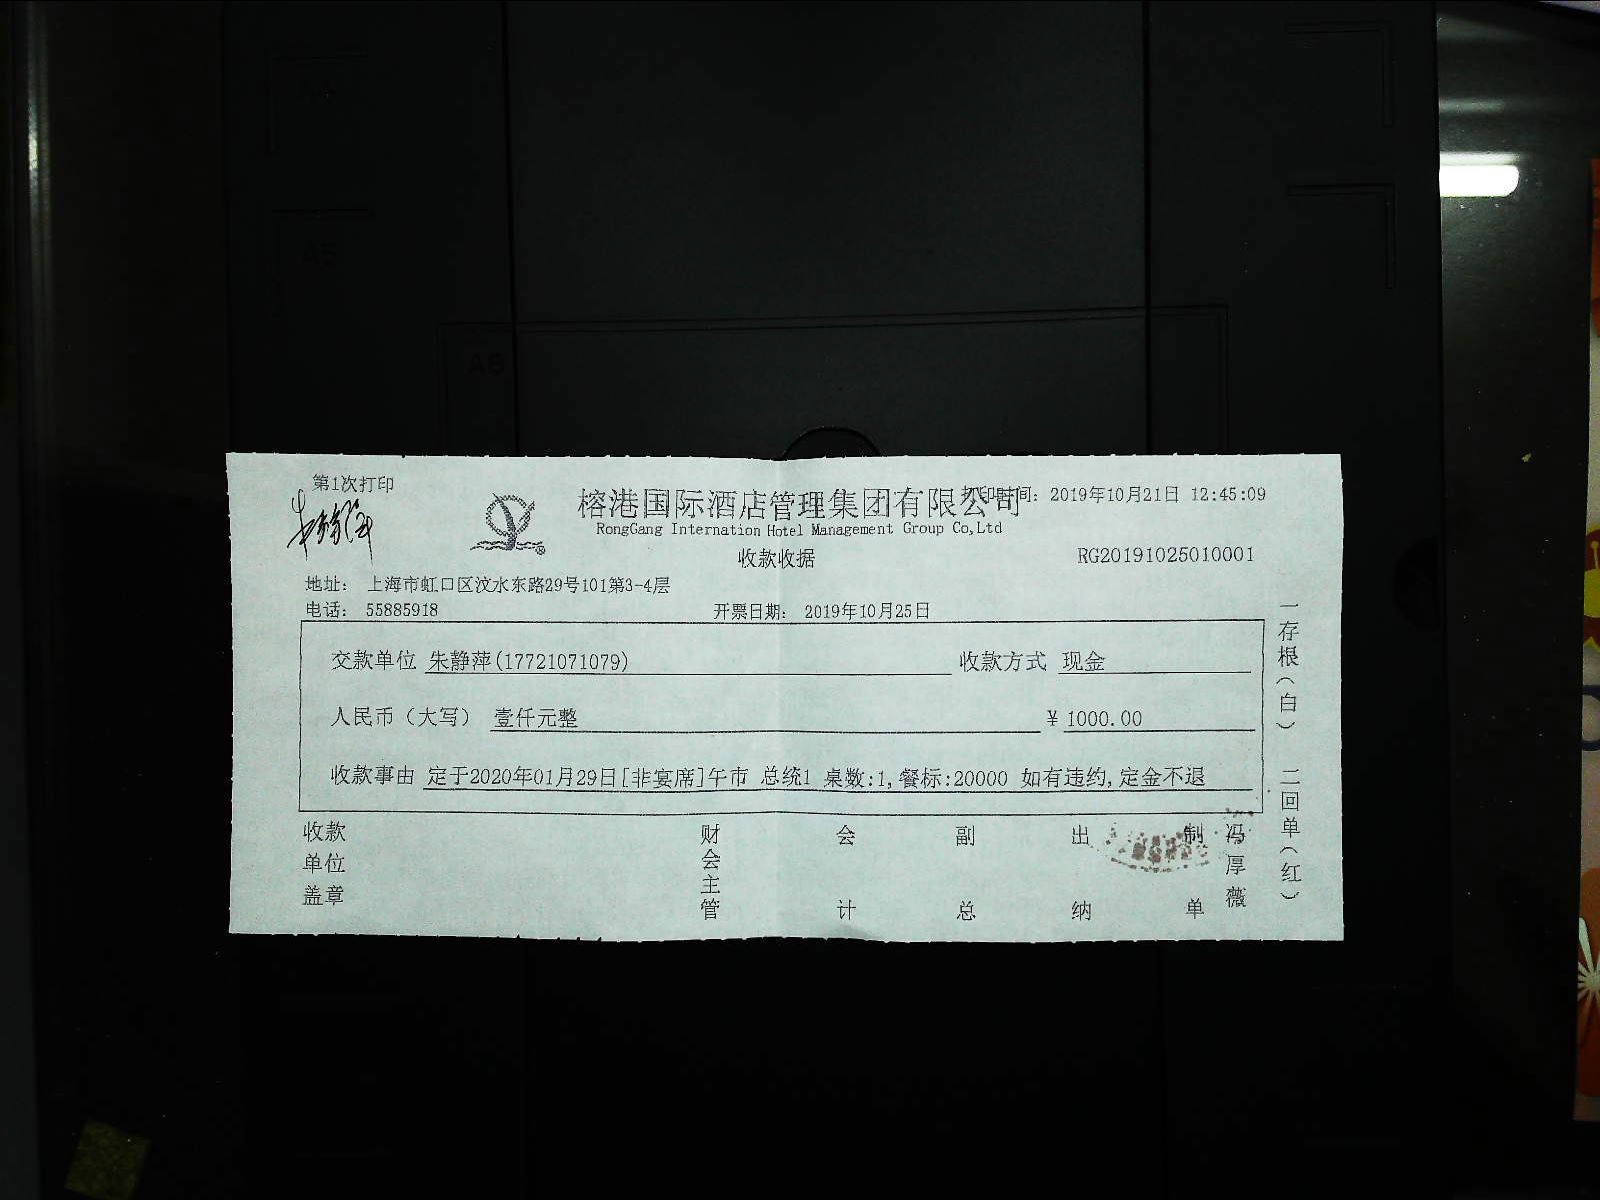 A5
A6
第1次打印
榕港国际酒店管理集团有限公司
打印时间：2019年10月21日 12:45:09
RongGang Internation Hotel Management Group Co,Ltd
收款收据
RG20191025010001
地址： 上海市虹口区汶水东路29号101第3-4层
电话： 55885918
开票日期： 2019年10月25日
交款单位 朱静萍(17721071079)
收款方式 现金
人民币（大写） 壹仟元整
¥ 1000.00
收款事由 定于2020年01月29日[非宴席]午市 总统1 桌数:1,餐标:20000 如有违约,定金不退
收款单位盖章
财会主管
会计
副总
出纳
制单
冯厚薇
一存根（白）
二回单（红）